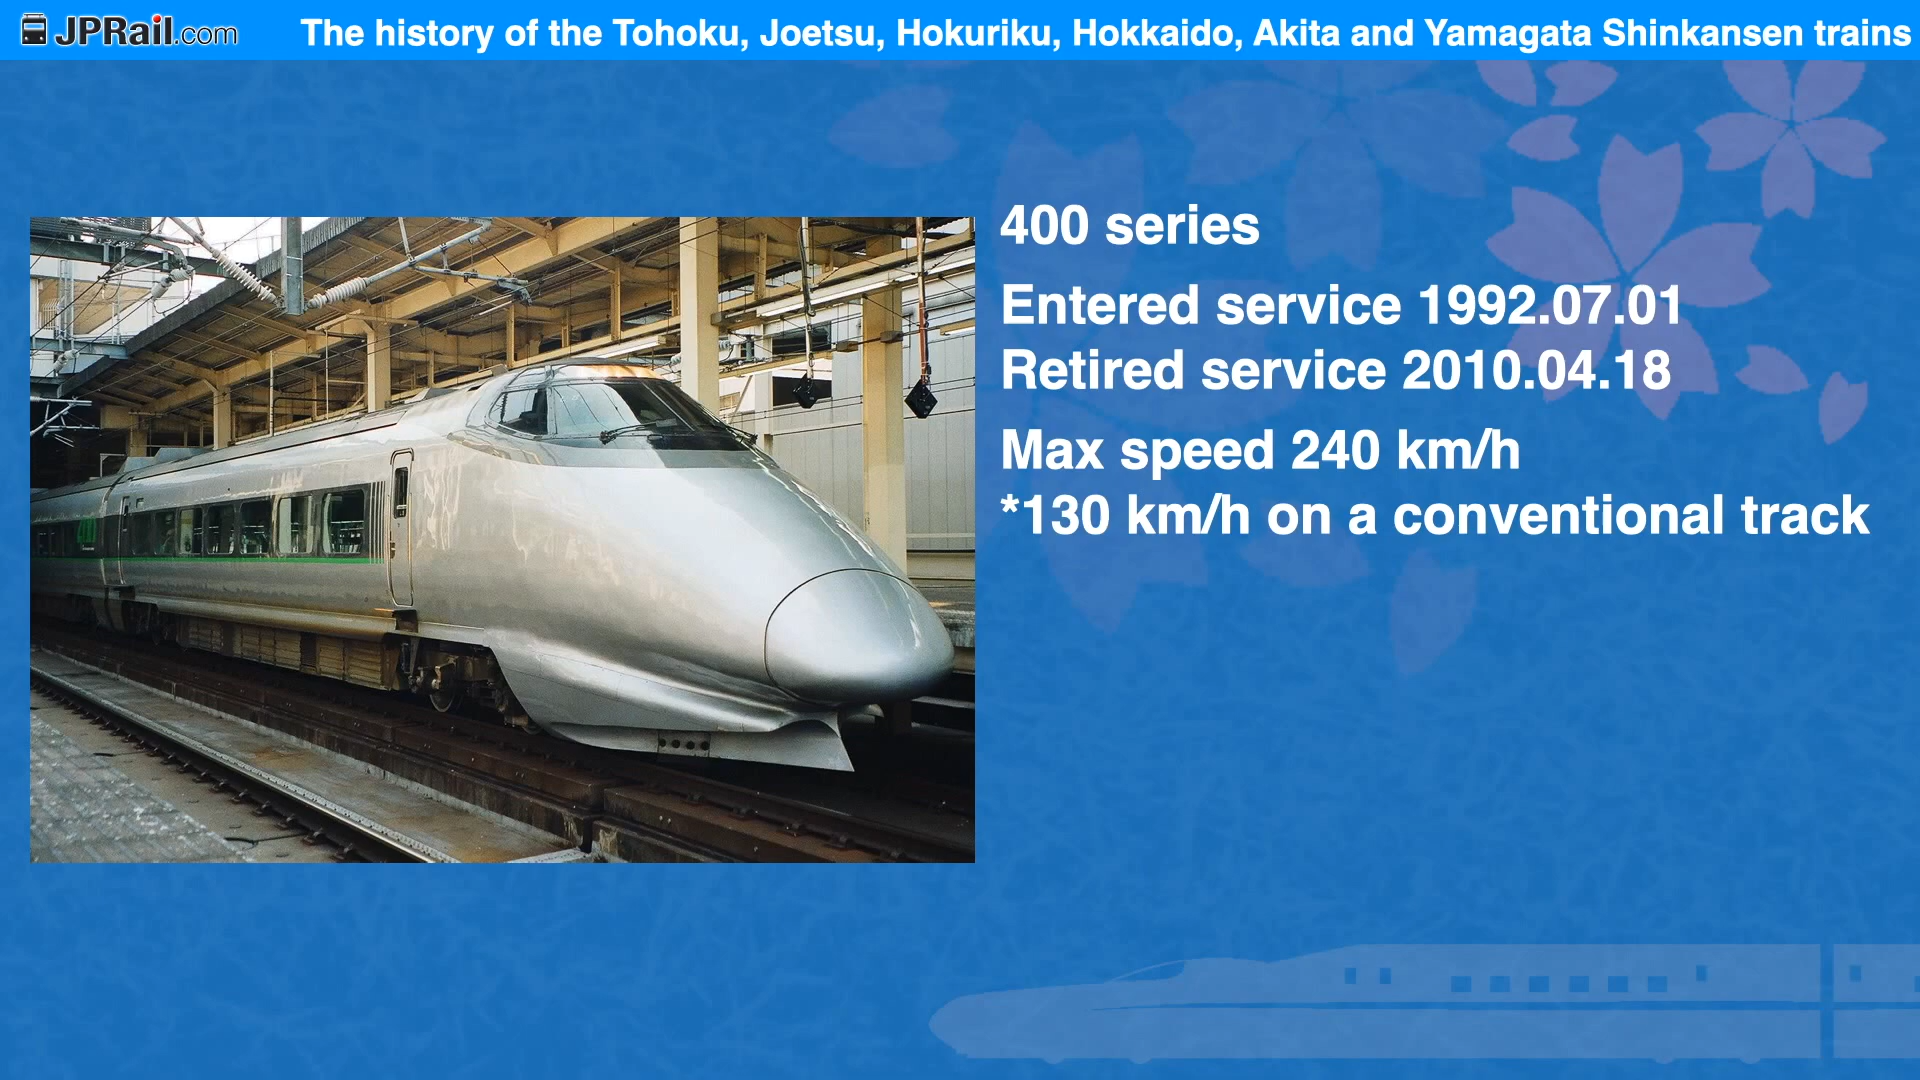 JPRail.com
The history of the Tohoku, Joetsu, Hokuriku, Hokkaido, Akita and Yamagata Shinkansen trains
400 series
Entered service 1992.07.01
Retired service 2010.04.18
Max speed 240 km/h
*130 km/h on a conventional track